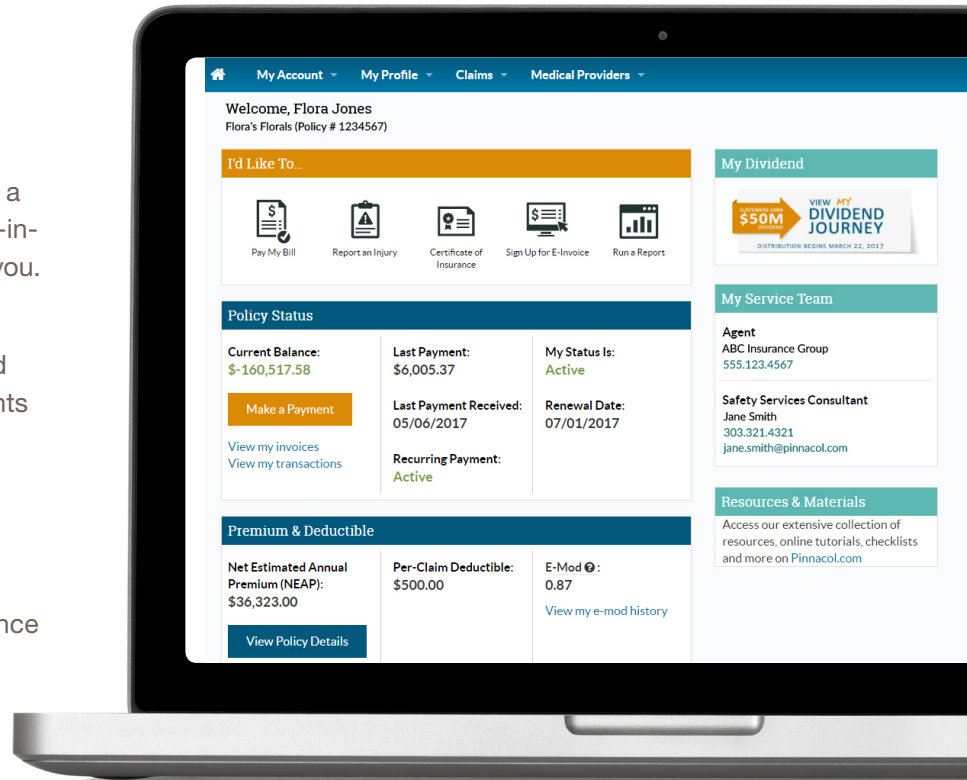 a
-in-
you.
d
nts
nce
My Account
My Profile
Claims
Medical Providers
Welcome, Flora Jones
Flora's Florals (Policy # 1234567)
I'd Like To...
Pay My Bill
Report an Injury
Certificate of
Insurance
Sign Up for E-Invoice
Run a Report
Policy Status
Current Balance:
$-160,517.58
Make a Payment
View my invoices
View my transactions
Last Payment:
$6,005.37
Last Payment Received:
05/06/2017
Recurring Payment:
Active
My Status Is:
Active
Renewal Date:
07/01/2017
Premium & Deductible
Net Estimated Annual
Premium (NEAP):
$36,323.00
View Policy Details
Per-Claim Deductible:
$500.00
E-Mod ? :
0.87
View my e-mod history
My Dividend
CUSTOMERS EARN
$50M
DIVIDEND
VIEW MY
DIVIDEND
JOURNEY
DISTRIBUTION BEGINS MARCH 22, 2017
My Service Team
Agent
ABC Insurance Group
555.123.4567
Safety Services Consultant
Jane Smith
303.321.4321
jane.smith@pinnacol.com
Resources & Materials
Access our extensive collection of
resources, online tutorials, checklists
and more on Pinnacol.com